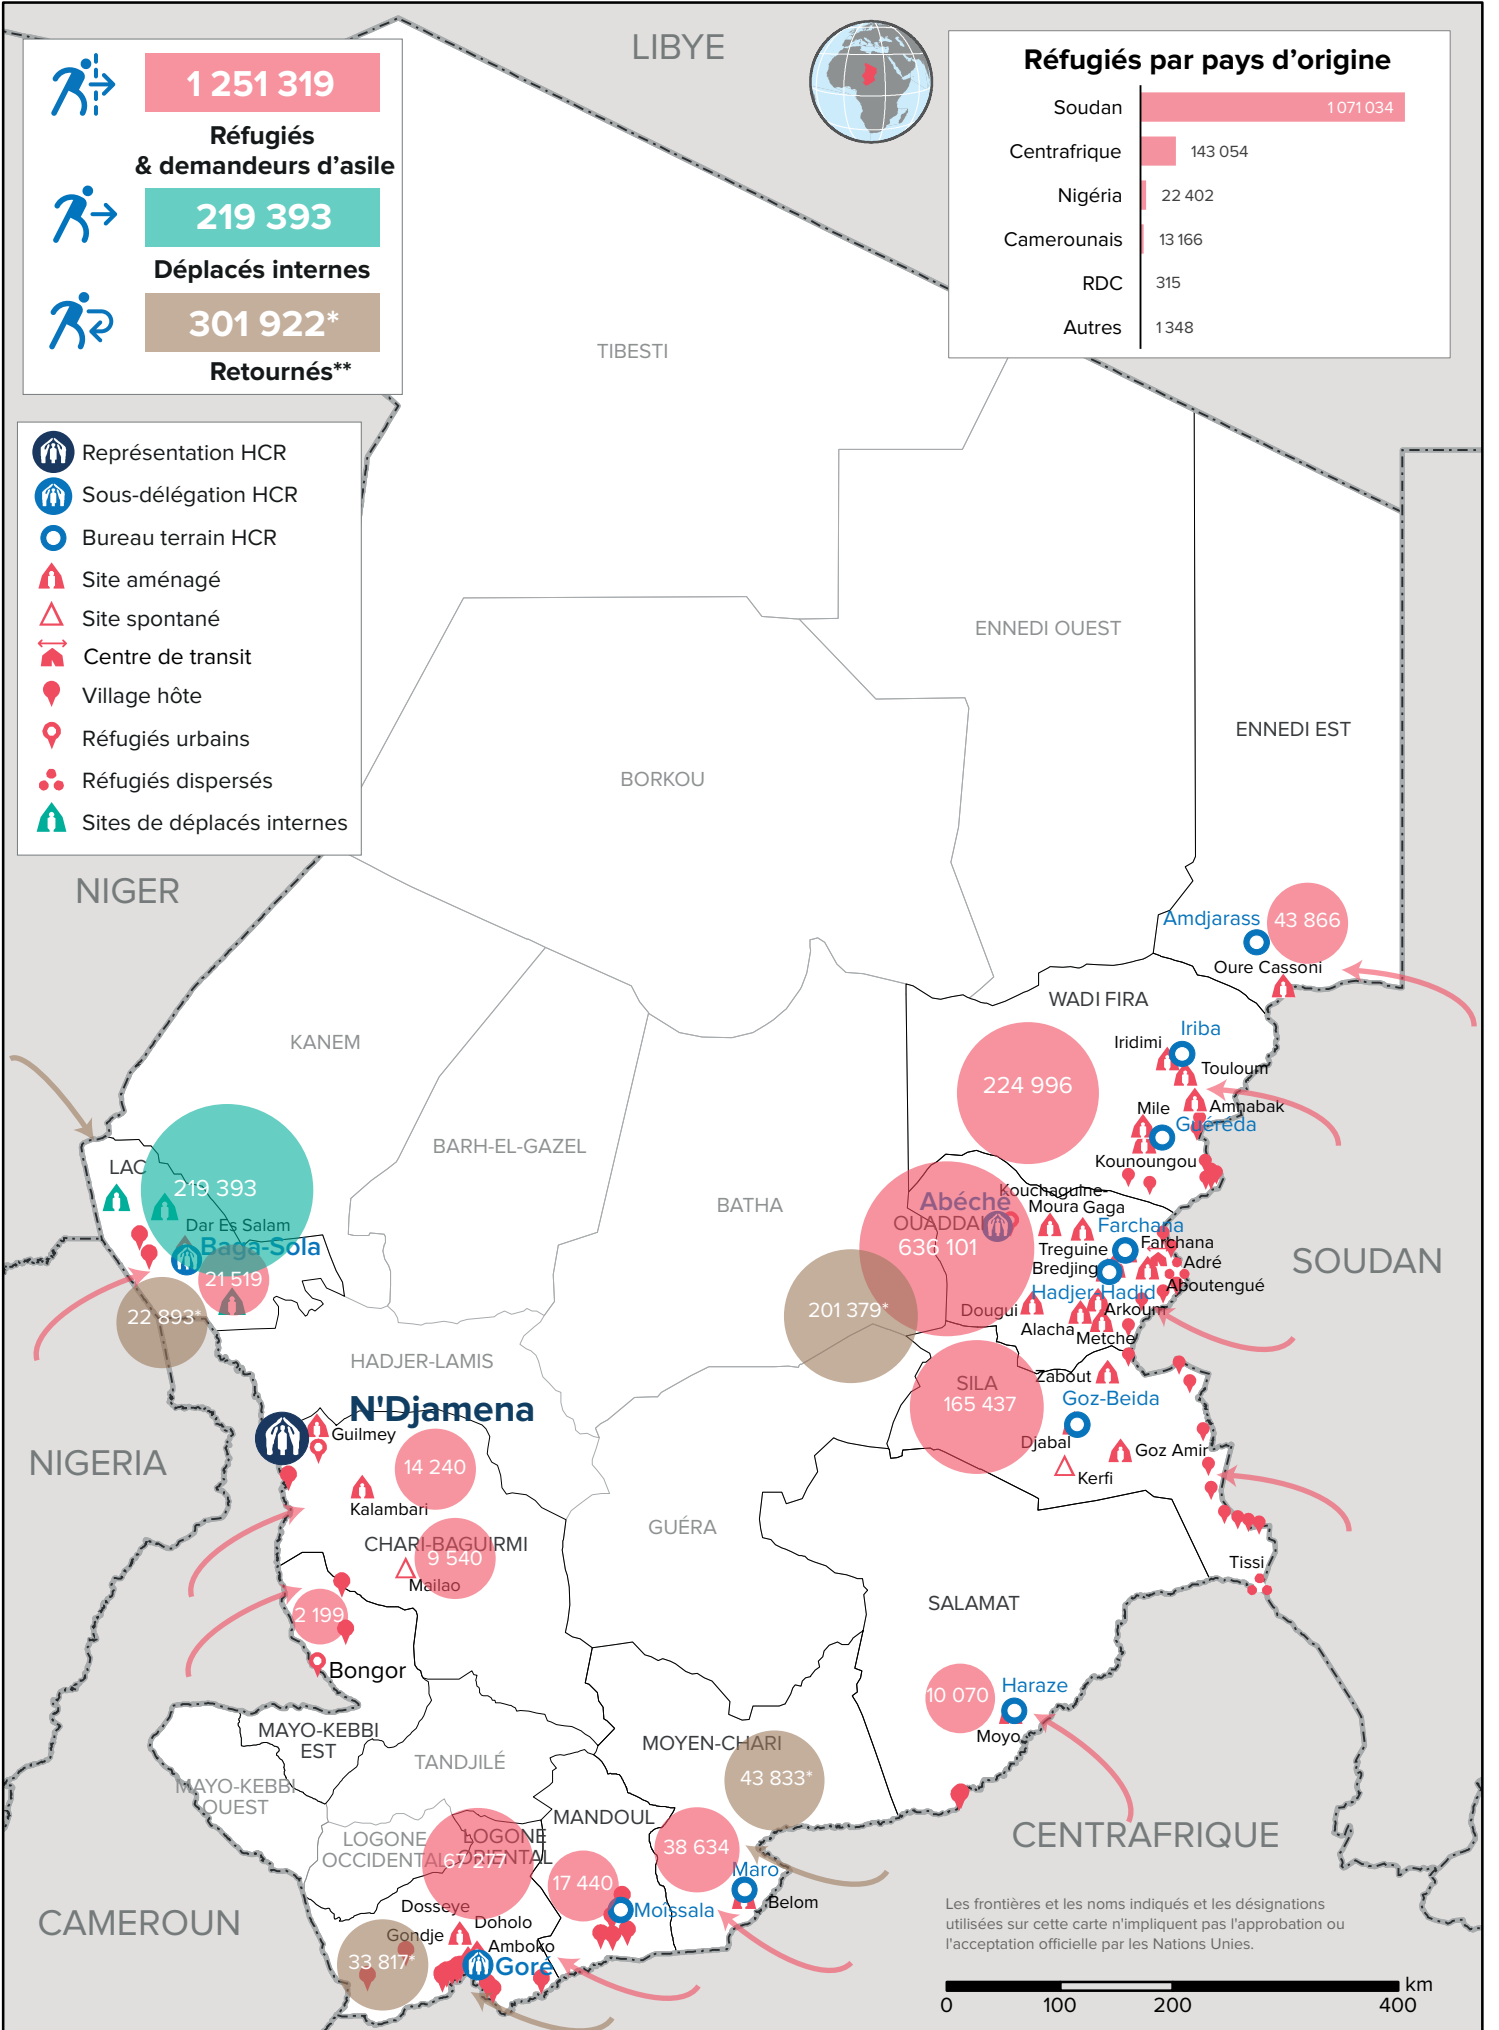 1 251 319
Réfugiés
& demandeurs d'asile
219 393
Déplacés internes
301 922*
Retournés**
Représentation HCR
Sous-délégation HCR
Bureau terrain HCR
Site aménagé
Site spontané
Centre de transit
Village hôte
Réfugiés urbains
Réfugiés dispersés
Sites de déplacés internes
LIBYE
Réfugiés par pays d'origine
Soudan 1 071 034
Centrafrique 143 054
Nigéria 22 402
Camerounais 13 166
RDC 315
Autres 1 348
TIBESTI
ENNEDI OUEST
ENNEDI EST
BORKOU
NIGER
Amdjarass
43 866
Oure Cassoni
WADI FIRA
Iriba
Iridimi
Touloum
224 996
Amnabak
Mile
Guéréda
Kounoungou
KANEM
BARH-EL-GAZEL
BATHA
LAC
219 393
Dar Es Salam
Baga-Sola
21 519
22 893*
Kouchaguine-
Moura
Gaga
Abéché
OUADDAI
636 101
Farchana
Farchana
Treguine
Bredjing
Adré
Aboutengué
Hadjer Hadid
Dougui
Arkoum
Alacha
Metche
201 379*
SOUDAN
HADJER-LAMIS
Zabout
SILA
165 437
Goz-Beida
Djabal
Goz Amir
Kerfi
N'Djamena
Guilmey
14 240
Kalambari
CHARI-BAGUIRMI
9 540
Mailao
NIGERIA
GUÉRA
Tissi
SALAMAT
2 199
Bongor
10 070
Haraze
Moyo
MAYO-KEBBI
EST
MAYO-KEBBI
OUEST
TANDJILÉ
MOYEN-CHARI
43 833*
MANDOUL
LOGONE
OCCIDENTAL
LOGONE
ORIENTAL
67 277
38 634
17 440
Maro
Belom
Moissala
CENTRAFRIQUE
CAMEROUN
Dosseye
Doholo
Gondje
Amboko
Goré
33 817*
Les frontières et les noms indiqués et les désignations
utilisées sur cette carte n'impliquent pas l'approbation ou
l'acceptation officielle par les Nations Unies.
km
0 100 200 400